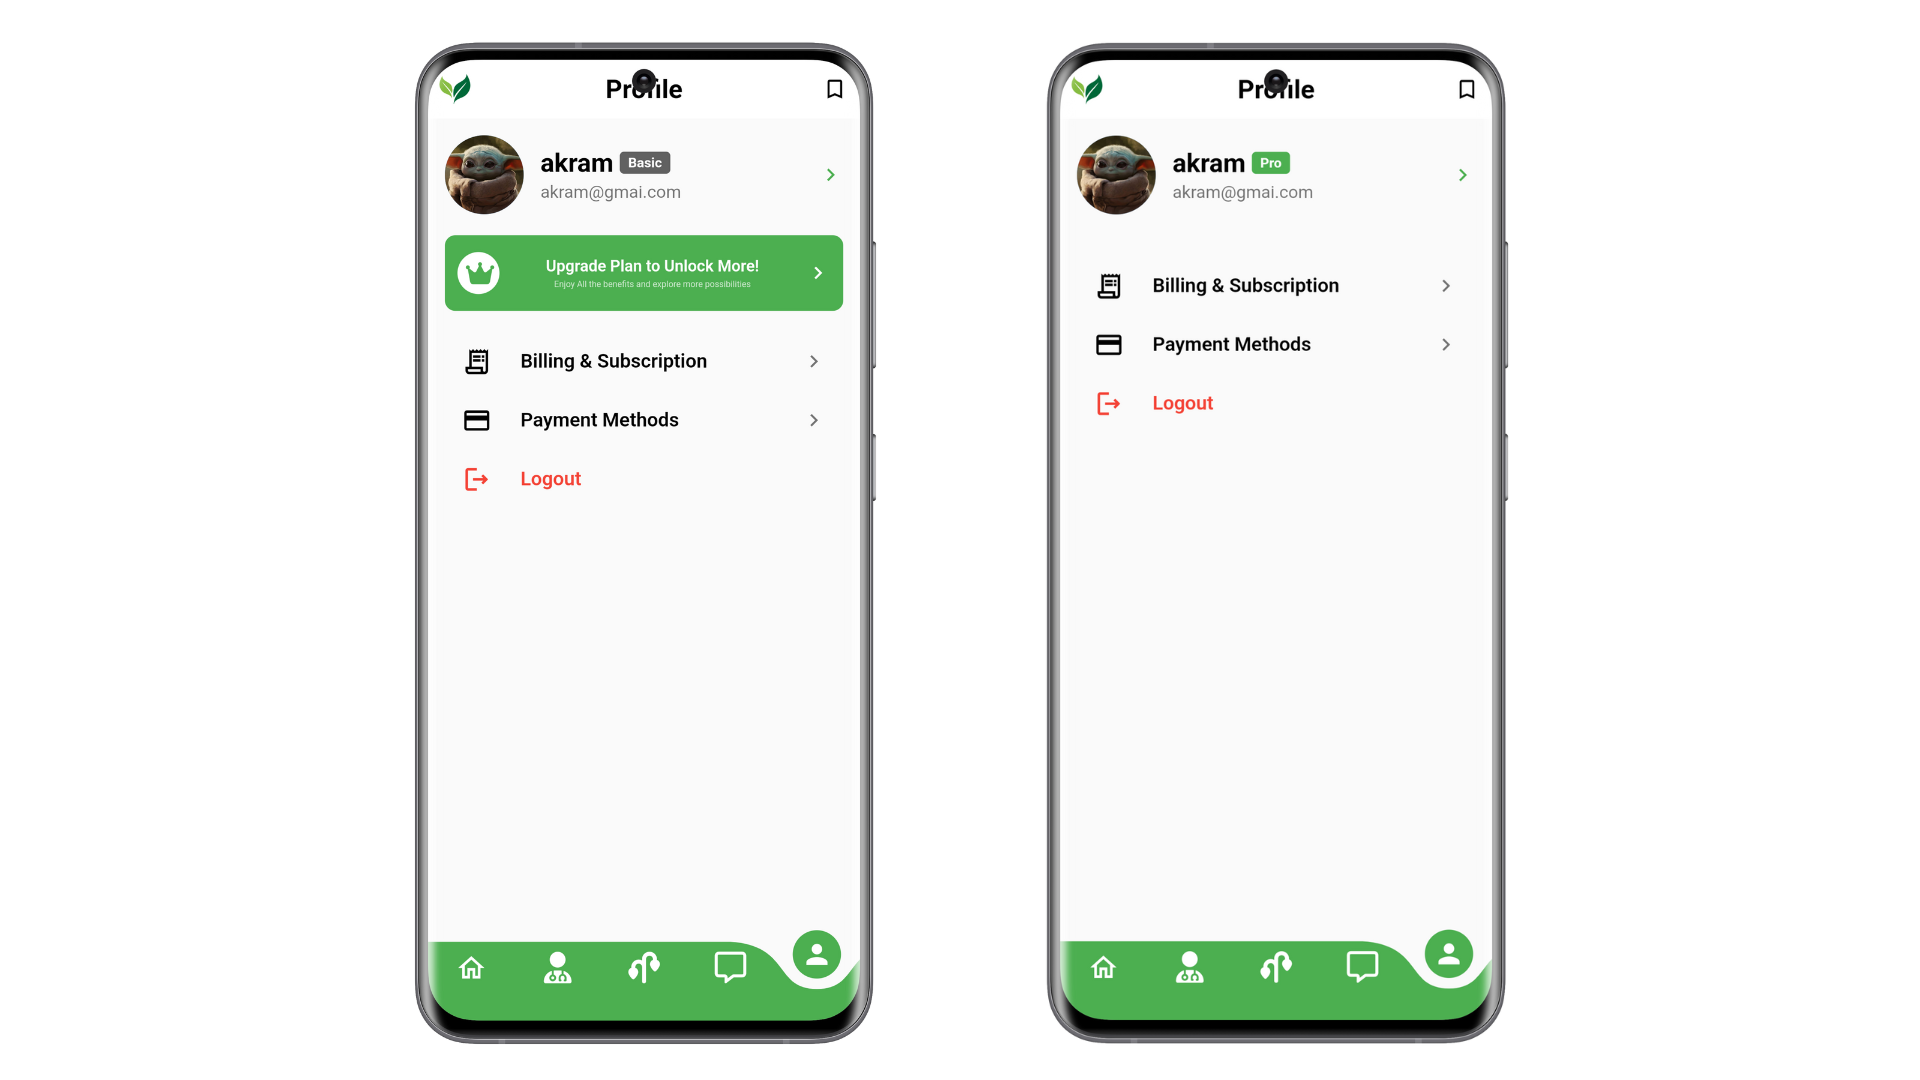 Profile
akram Basic
akram@gmai.com
Upgrade Plan to Unlock More!
Enjoy All the benefits and explore more possibilities
Billing & Subscription
Payment Methods
Logout
Profile
akram Pro
akram@gmai.com
Billing & Subscription
Payment Methods
Logout